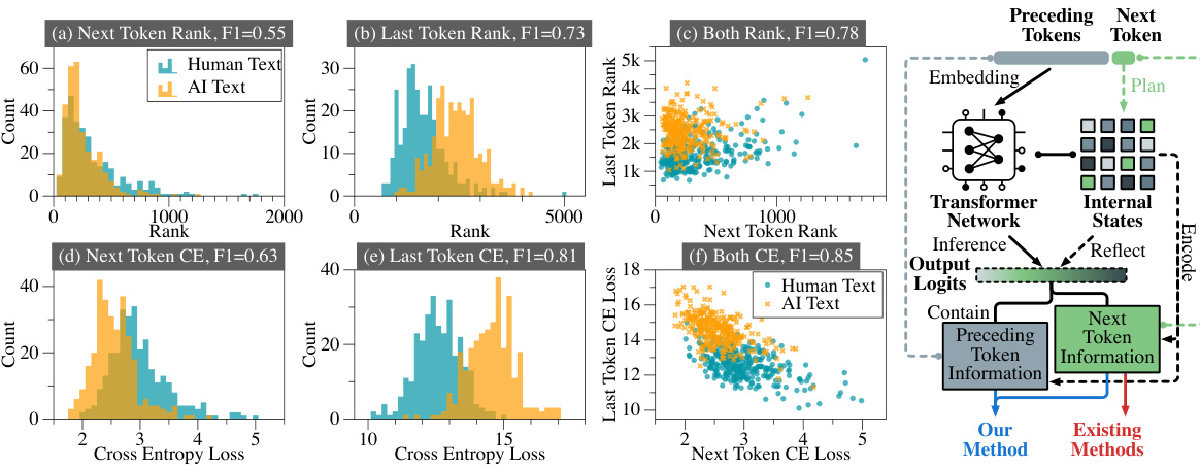 (a) Next Token Rank, F1=0.55
Count
60
40
20
0
Human Text
AI Text
0
1000
2000
Rank
(b) Last Token Rank, F1=0.73
Count
30
20
10
0
0
5000
Rank
(c) Both Rank, F1=0.78
Last Token Rank
5k
4k
3k
2k
1k
0
1000
Next Token Rank
(d) Next Token CE, F1=0.63
Count
40
20
0
2
3
4
5
Cross Entropy Loss
(e) Last Token CE, F1=0.81
Count
40
20
0
10
15
Cross Entropy Loss
(f) Both CE, F1=0.85
Last Token CE Loss
18
16
14
12
10
Human Text
AI Text
2
3
4
5
Next Token CE Loss
Preceding
Tokens
Next
Token
Embedding
Plan
Transformer
Network
Internal
States
Inference
Reflect
Encode
Output
Logits
Contain
Preceding
Token
Information
Next
Token
Information
Our
Method
Existing
Methods